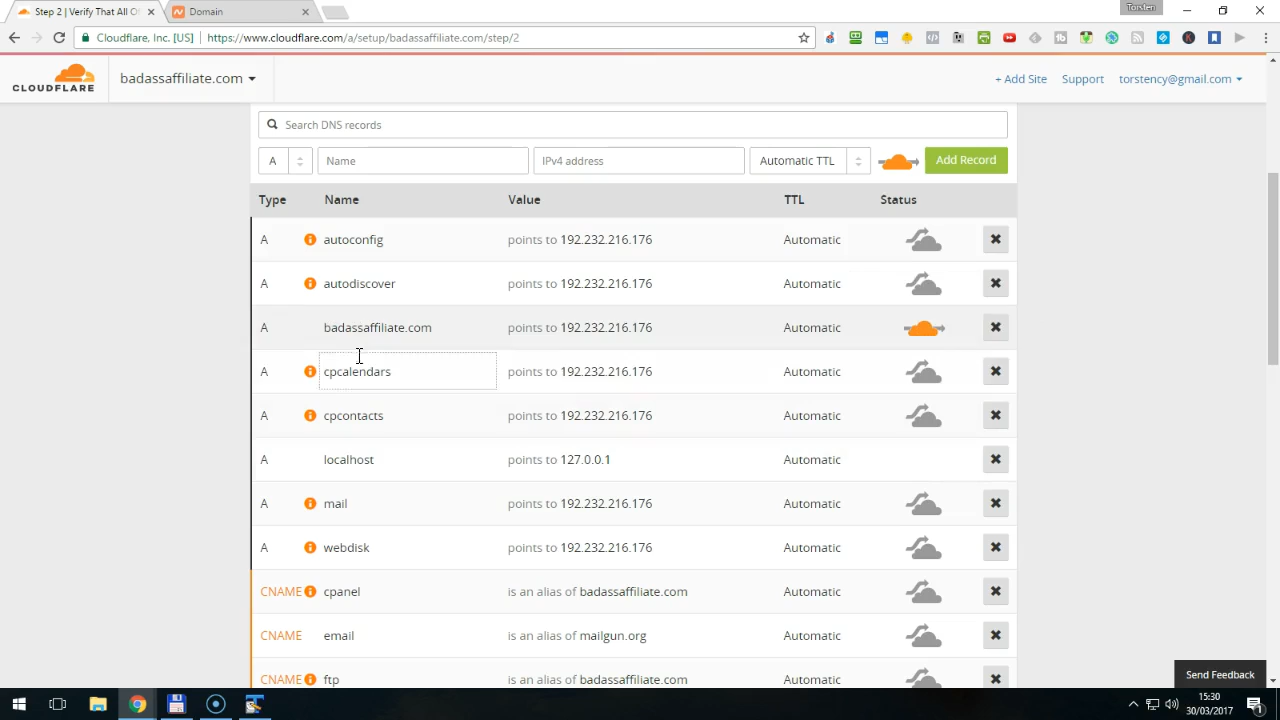 Torsten
Step 2 | Verify That All O
Domain
Cloudflare, Inc. [US] https://www.cloudflare.com/a/setup/badassaffiliate.com/step/2
CLOUDFLARE
badassaffiliate.com
+ Add Site
Support
torstency@gmail.com
Search DNS records
A
Name
IPv4 address
Automatic TTL
Add Record
Type Name Value TTL Status
A autoconfig points to 192.232.216.176 Automatic
A autodiscover points to 192.232.216.176 Automatic
A badassaffiliate.com points to 192.232.216.176 Automatic
A cpcalendars points to 192.232.216.176 Automatic
A cpcontacts points to 192.232.216.176 Automatic
A localhost points to 127.0.0.1 Automatic
A mail points to 192.232.216.176 Automatic
A webdisk points to 192.232.216.176 Automatic
CNAME cpanel is an alias of badassaffiliate.com Automatic
CNAME email is an alias of mailgun.org Automatic
CNAME ftp is an alias of badassaffiliate.com Automatic
Send Feedback
15:30
30/03/2017